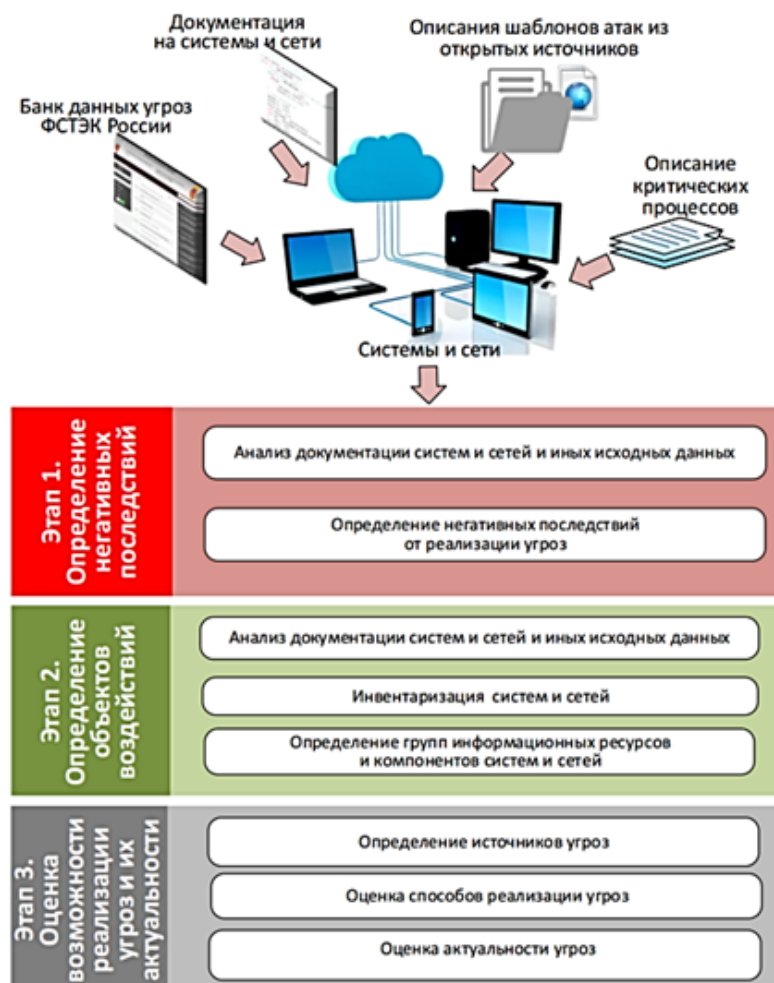 Документация
на системы и сети
Описания шаблонов атак из
открытых источников
Банк данных угроз
ФСТЭК России
Описание
критических
процессов
Системы и сети
Этап 1.
Определение
негативных
последствий
Анализ документации систем и сетей и иных исходных данных
Определение негативных последствий
от реализации угроз
Этап 2.
Определение
объектов
воздействий
Анализ документации систем и сетей и иных исходных данных
Инвентаризация систем и сетей
Определение групп информационных ресурсов
и компонентов систем и сетей
Этап 3.
Оценка
возможности
реализации
угроз и их
актуальности
Определение источников угроз
Оценка способов реализации угроз
Оценка актуальности угроз